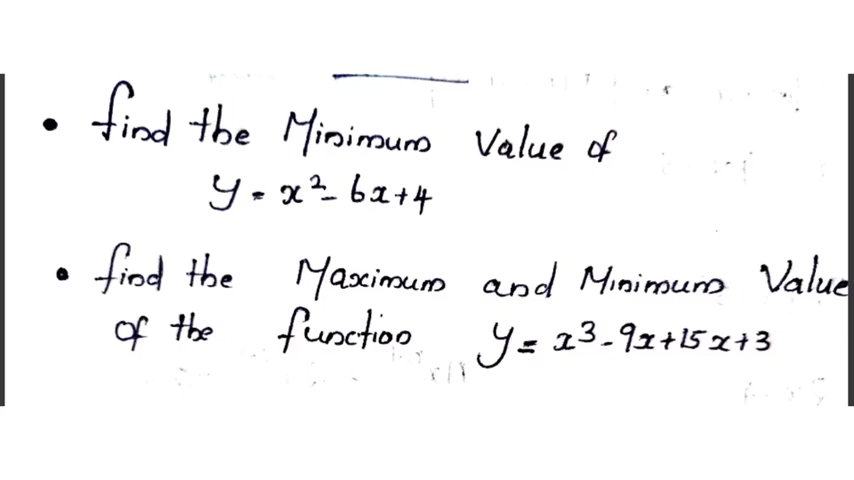 • find the Minimum Value of
y = x² - 6x + 4
• find the Maximum and Minimum Value
of the function y = x³ - 9x + 15x + 3